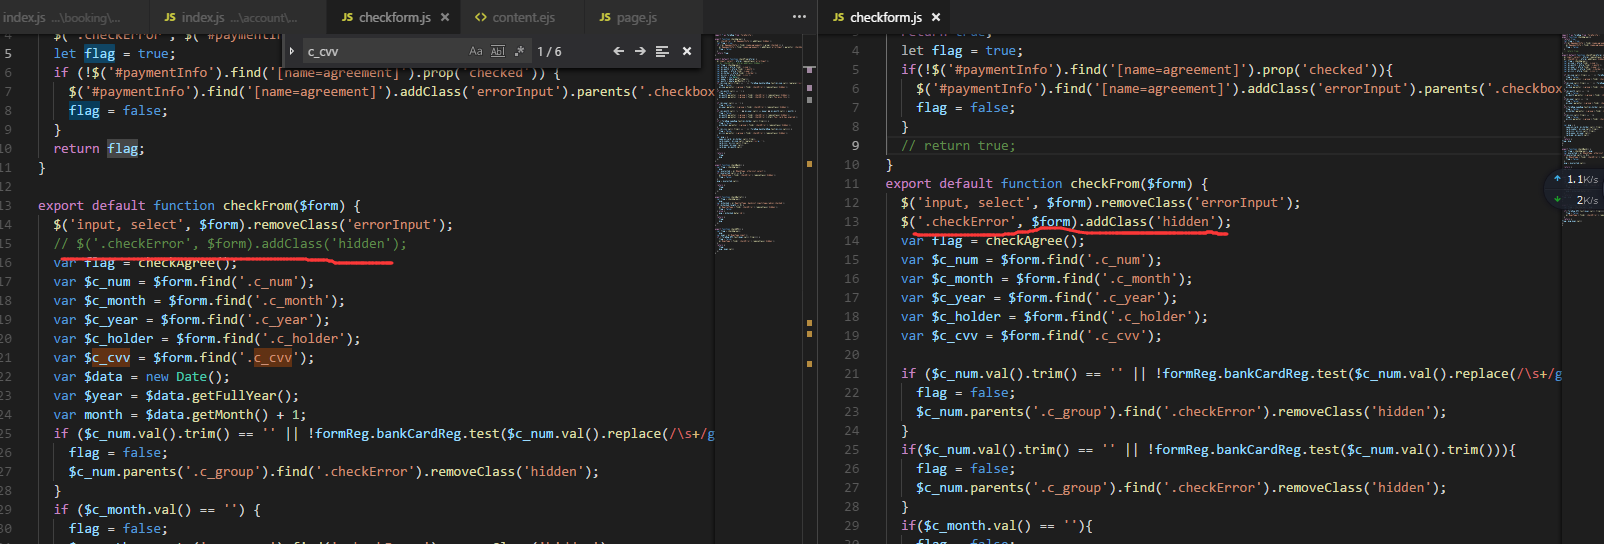 index.js ...\booking\...
JS index.js ...\account\...
JS checkform.js ×
<> content.ejs
JS page.js
...
c_cvv
Aa Abl .* 1 / 6
5 let flag = true;
6 if (!$('#paymentInfo').find('[name=agreement]').prop('checked')) {
7 $('#paymentInfo').find('[name=agreement]').addClass('errorInput').parents('.checkbox
8 flag = false;
9 }
10 return flag;
11 }
12
13 export default function checkFrom($form) {
14 $('input, select', $form).removeClass('errorInput');
15 // $('.checkError', $form).addClass('hidden');
16 var flag = checkAgree();
17 var $c_num = $form.find('.c_num');
18 var $c_month = $form.find('.c_month');
19 var $c_year = $form.find('.c_year');
20 var $c_holder = $form.find('.c_holder');
21 var $c_cvv = $form.find('.c_cvv');
22 var $data = new Date();
23 var $year = $data.getFullYear();
24 var month = $data.getMonth() + 1;
25 if ($c_num.val().trim() == '' || !formReg.bankCardReg.test($c_num.val().replace(/\s+/g
26 flag = false;
27 $c_num.parents('.c_group').find('.checkError').removeClass('hidden');
28 }
29 if ($c_month.val() == '') {
30 flag = false;
JS checkform.js ×
4 let flag = true;
5 if(!$('#paymentInfo').find('[name=agreement]').prop('checked')){
6 $('#paymentInfo').find('[name=agreement]').addClass('errorInput').parents('.checkbox
7 flag = false;
8 }
9 // return true;
10 }
11 export default function checkFrom($form) {
12 $('input, select', $form).removeClass('errorInput');
13 $('.checkError', $form).addClass('hidden');
14 var flag = checkAgree();
15 var $c_num = $form.find('.c_num');
16 var $c_month = $form.find('.c_month');
17 var $c_year = $form.find('.c_year');
18 var $c_holder = $form.find('.c_holder');
19 var $c_cvv = $form.find('.c_cvv');
20
21 if ($c_num.val().trim() == '' || !formReg.bankCardReg.test($c_num.val().replace(/\s+/g
22 flag = false;
23 $c_num.parents('.c_group').find('.checkError').removeClass('hidden');
24 }
25 if($c_num.val().trim() == '' || !formReg.bankCardReg.test($c_num.val().trim())){
26 flag = false;
27 $c_num.parents('.c_group').find('.checkError').removeClass('hidden');
28 }
29 if($c_month.val() == ''){
30 flag = false;
1.1K/s
2K/s